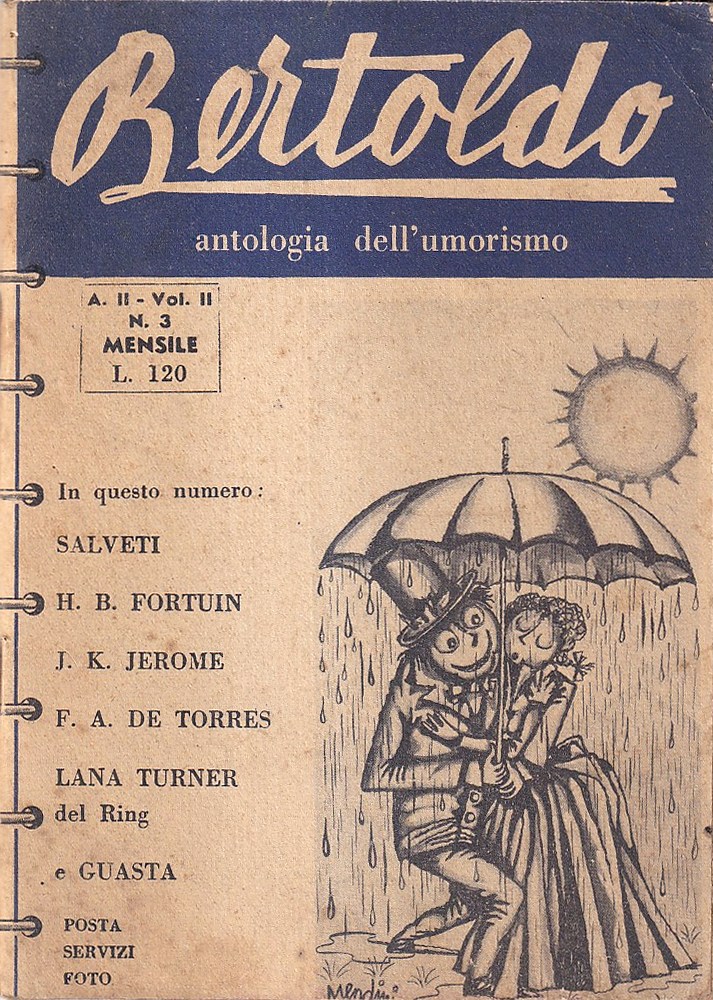 Bertoldo
antologia dell'umorismo
A. II - Vol. II
N. 3
MENSILE
L. 120
In questo numero:
SALVETI
H. B. FORTUIN
J. K. JEROME
F. A. DE TORRES
LANA TURNER
del Ring
e GUASTA
POSTA
SERVIZI
FOTO